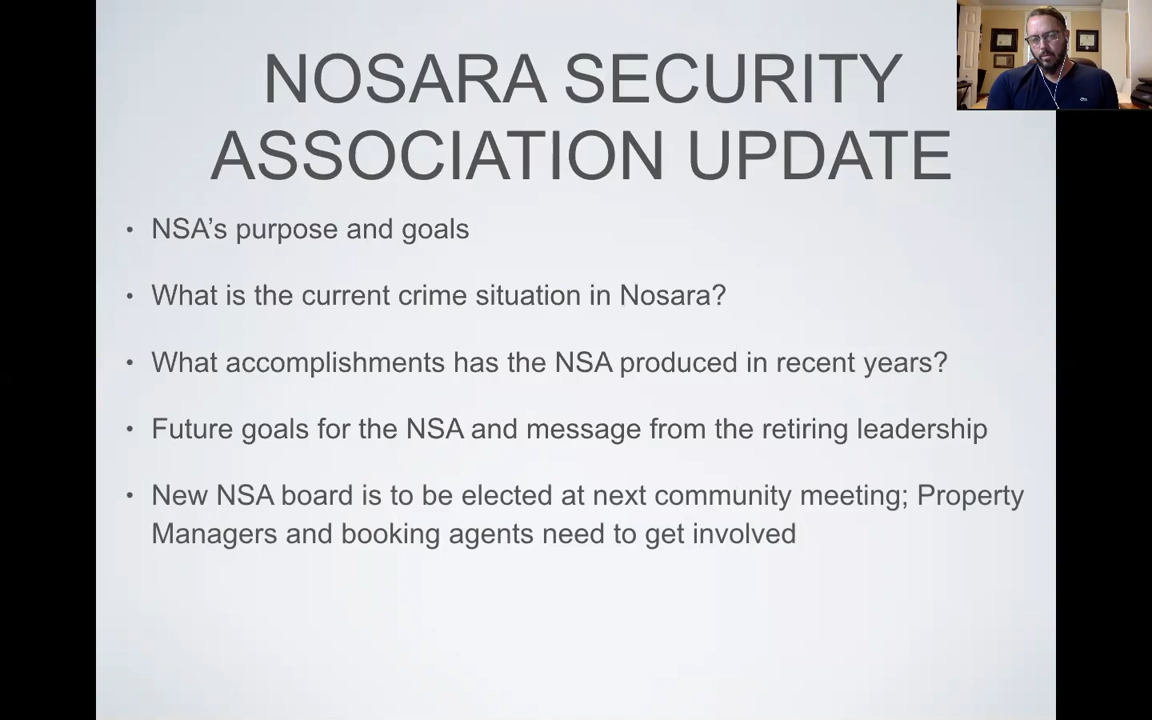 NOSARA SECURITY
ASSOCIATION UPDATE
• NSA’s purpose and goals
• What is the current crime situation in Nosara?
• What accomplishments has the NSA produced in recent years?
• Future goals for the NSA and message from the retiring leadership
• New NSA board is to be elected at next community meeting; Property
Managers and booking agents need to get involved